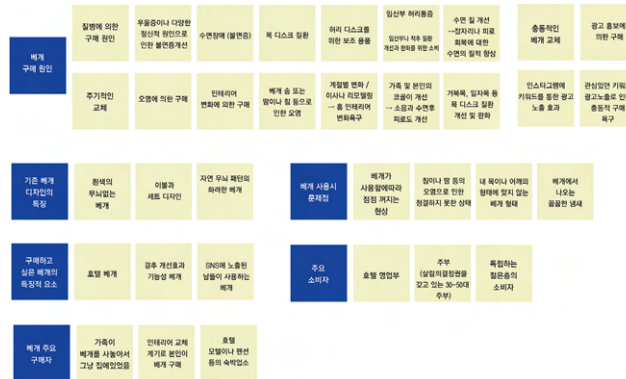 베개
구매 원인
질병에 의한
구매 원인
우울증이나 다양한
정신적 원인으로
인한 불면증개선
수면장애 (불면증)
목 디스크 질환
허리 디스크를
위한 보조 용품
임산부 허리통증
임산부나 척추 질환
개선과 완화를 위한 소비
수면 질 개선
→잠자리나 피로
회복에 대한
수면의 질적 향상
충동적인
베개 교체
광고 홍보에
의한 구매
주기적인
교체
오염에 의한 구매
인테리어
변화에 의한 구매
베개 솜 또는
땀이나 침 등으로
인한 오염
계절별 변화 /
이사나 리모델링
→ 홈 인테리어
변화욕구
가족 및 본인의
코골이 개선
→ 소음과 수면후
피로도 개선
거북목, 일자목 등
목 디스크 질환
개선 및 완화
인스타그램에
키워드를 통한 광고
노출 효과
관심있던 키워
광고노출로 인
충동적 구매
욕구
기존 베개
디자인의
특징
흰색의
무늬없는
베개
이불과
세트 디자인
자연 무늬 패턴의
화려한 베개
베개 사용시
문제점
베개가
사용함에따라
점점 꺼지는
현상
침이나 땀 등의
오염으로 인한
청결하지 못한 상태
내 목이나 어깨의
형태에 맞지 않는
베개 형태
베개에서
나오는
꿉꿉한 냄새
구매하고
싶은 베개의
특징적 요소
호텔 베개
경추 개선효과
기능성 베개
SNS에 노출된
남들이 사용하는
베개
주요
소비자
호텔 영업부
주부
(살림의결정권을
갖고 있는 30-50대
주부)
독립하는
젊은층의
소비자
베개 주요
구매자
가족이
베개를 사놓아서
그냥 집에있었음
인테리어 교체
계기로 본인이
베개 구매
호텔
모텔이나 펜션
등의 숙박업소